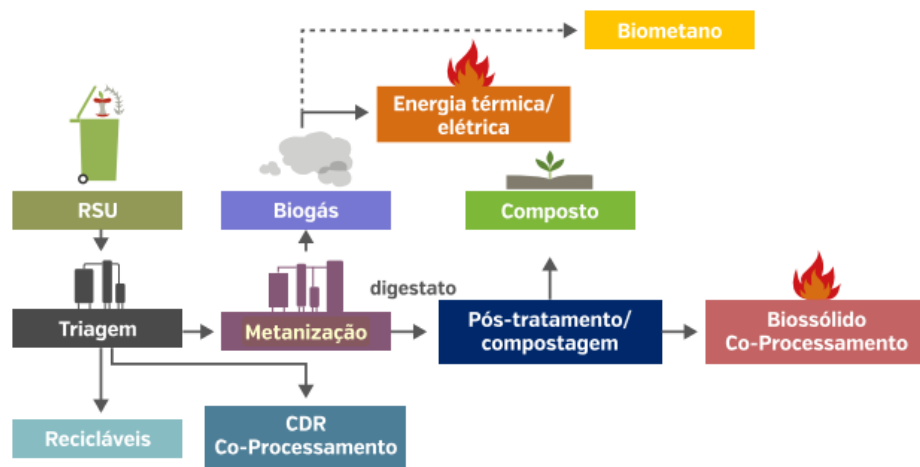 Biometano
Energia térmica/
elétrica
RSU
Biogás
Composto
digestato
Triagem
Metanização
Pós-tratamento/
compostagem
Biossólido
Co-Processamento
Recicláveis
CDR
Co-Processamento